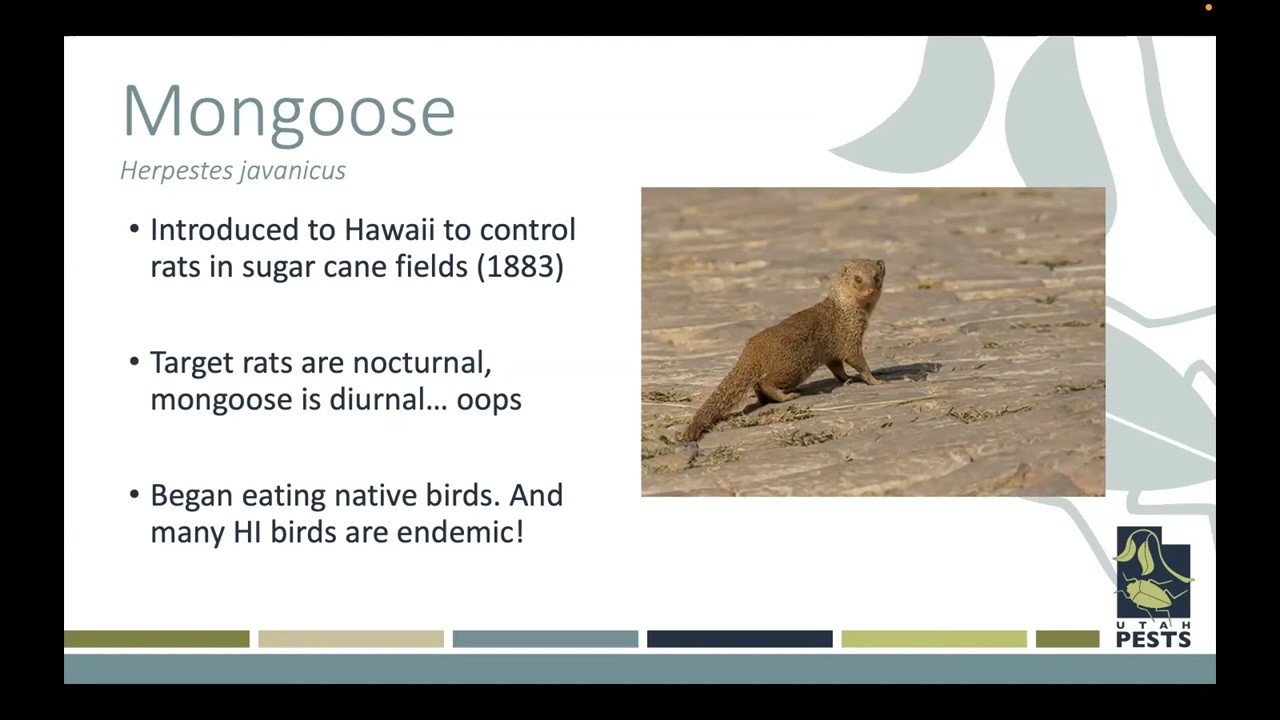 Mongoose
Herpestes javanicus
• Introduced to Hawaii to control
rats in sugar cane fields (1883)
• Target rats are nocturnal,
mongoose is diurnal... oops
• Began eating native birds. And
many HI birds are endemic!
UTAH
PESTS